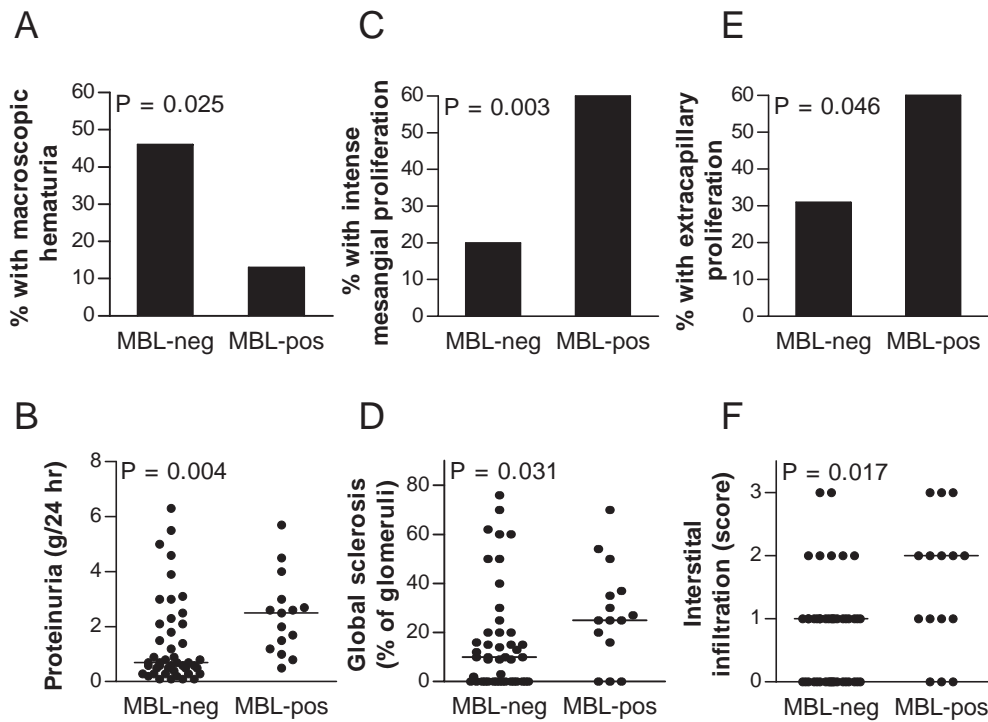 A
P = 0.025
% with macroscopic
hematuria
60
50
40
30
20
10
0
MBL-neg MBL-pos
C
P = 0.003
% with intense
mesangial proliferation
60
50
40
30
20
10
0
MBL-neg MBL-pos
E
P = 0.046
% with extracapillary
proliferation
60
50
40
30
20
10
0
MBL-neg MBL-pos
B
P = 0.004
Proteinuria (g/24 hr)
8
6
4
2
0
MBL-neg MBL-pos
D
P = 0.031
Global sclerosis
(% of glomeruli)
80
60
40
20
0
MBL-neg MBL-pos
F
P = 0.017
Interstital
infiltration (score)
3
2
1
0
MBL-neg MBL-pos